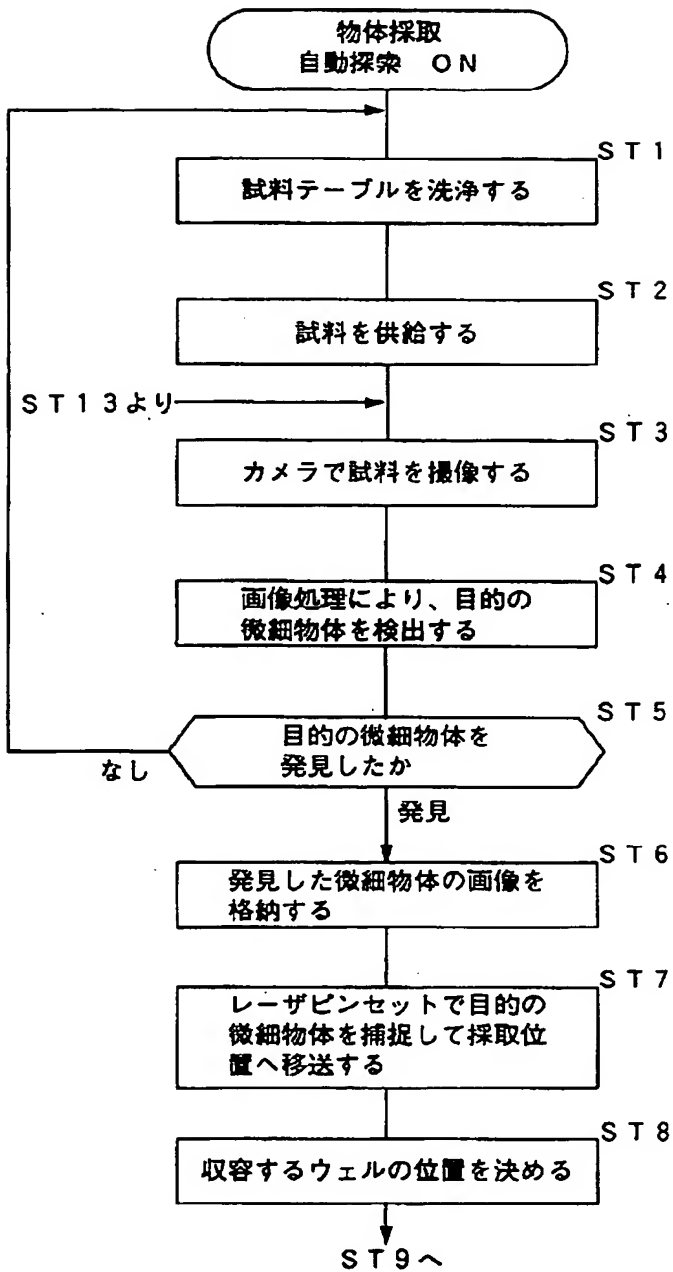 物体採取
自動探索 ON
ST1
試料テーブルを洗浄する
ST2
試料を供給する
ST13より
ST3
カメラで試料を撮像する
ST4
画像処理により、目的の
微細物体を検出する
ST5
目的の微細物体を
発見したか
なし
発見
ST6
発見した微細物体の画像を
格納する
ST7
レーザピンセットで目的の
微細物体を捕捉して採取位
置へ移送する
ST8
収容するウェルの位置を決める
ST9へ